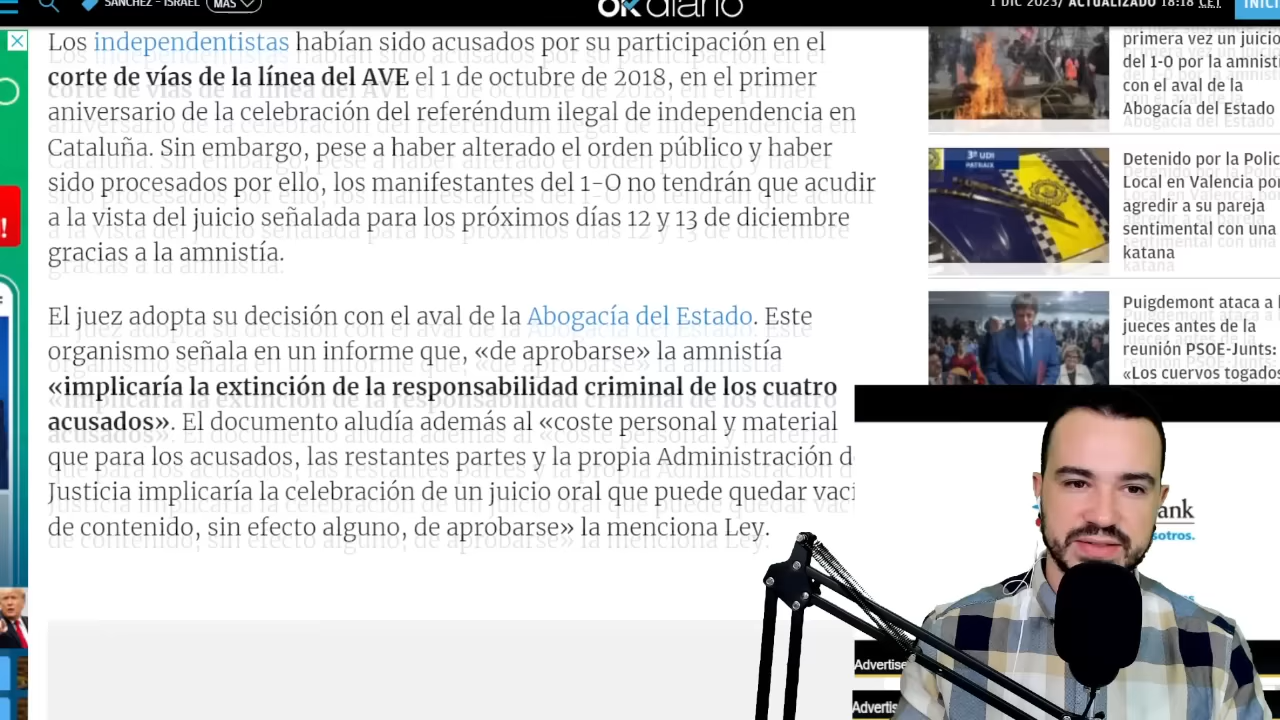 SÁNCHEZ - ISRAEL
MÁS
okdiario
1 DIC 2023/ ACTUALIZADO 18:18 CET
INICI
Los independentistas habían sido acusados por su participación en el
corte de vías de la línea del AVE el 1 de octubre de 2018, en el primer
aniversario de la celebración del referéndum ilegal de independencia en
Cataluña. Sin embargo, pese a haber alterado el orden público y haber
sido procesados por ello, los manifestantes del 1-O no tendrán que acudir
a la vista del juicio señalada para los próximos días 12 y 13 de diciembre
gracias a la amnistía.
El juez adopta su decisión con el aval de la Abogacía del Estado. Este
organismo señala en un informe que, «de aprobarse» la amnistía
«implicaría la extinción de la responsabilidad criminal de los cuatro
acusados». El documento aludía además al «coste personal y material
que para los acusados, las restantes partes y la propia Administración d
Justicia implicaría la celebración de un juicio oral que puede quedar vací
de contenido, sin efecto alguno, de aprobarse» la menciona Ley.
primera vez un juicio
del 1-O por la amnistí
con el aval de la
Abogacía del Estado
3ª UDI
PATRAIX
Detenido por la Polic
Local en Valencia por
agredir a su pareja
sentimental con una
katana
Puigdemont ataca a l
jueces antes de la
reunión PSOE-Junts:
«Los cuervos togados
ank
sotros.
Advertise
Advertis
!